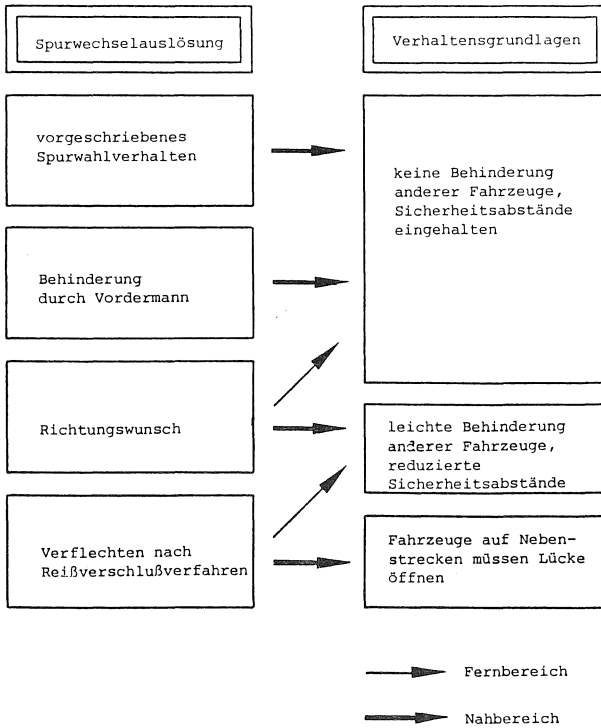 Spurwechselauslösung
Verhaltensgrundlagen
vorgeschriebenes
Spurwahlverhalten
keine Behinderung
anderer Fahrzeuge,
Sicherheitsabstände
eingehalten
Behinderung
durch Vordermann
Richtungswunsch
leichte Behinderung
anderer Fahrzeuge,
reduzierte
Sicherheitsabstände
Verflechten nach
Reißverschlußverfahren
Fahrzeuge auf Neben-
strecken müssen Lücke
öffnen
Fernbereich
Nahbereich